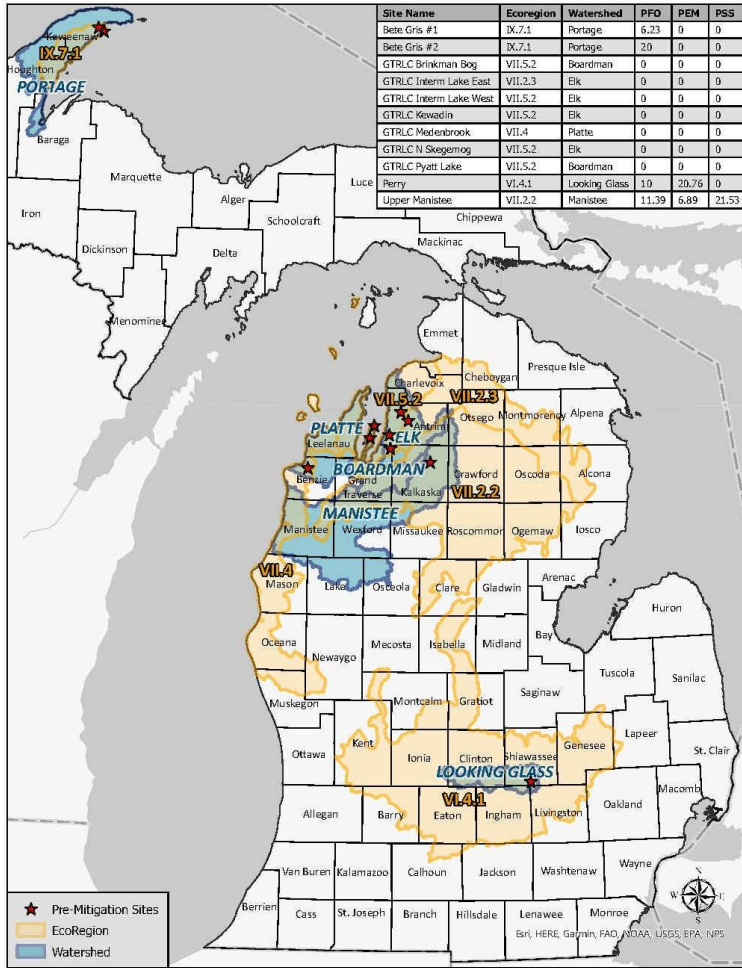 Site Name Ecoregion Watershed PFO PEM PSS
Bete Gris #1 IX.7.1 Portage 6.23 0 0
Bete Gris #2 IX.7.1 Portage 20 0 0
GTRLC Brinkman Bog VII.5.2 Boardman 0 0 0
GTRLC Interm Lake East VII.2.3 Elk 0 0 0
GTRLC Interm Lake West VII.5.2 Elk 0 0 0
GTRLC Kewadin VII.5.2 Elk 0 0 0
GTRLC Medenbrook VII.4 Platte 0 0 0
GTRLC N Skegemog VII.5.2 Elk 0 0 0
GTRLC Pyatt Lake VII.5.2 Boardman 0 0 0
Perry VI.4.1 Looking Glass 10 20.76 0
Upper Manistee VII.2.2 Manistee 11.39 6.89 21.53
Keweenaw
IX.7.1
Houghton
PORTAGE
Baraga
Marquette
Alger
Luce
Iron
Schoolcraft
Chippewa
Dickinson
Delta
Mackinac
Menominee
Emmet
Presque Isle
Cheboygan
Charlevoix
VII.5.2
VII.2.3
Otsego
Montmorency
Alpena
Antrim
PLATTE
ELK
Leelanau
BOARDMAN
Benzie
Grand
Traverse
Kalkaska
Crawford
Oscoda
Alcona
VII.2.2
MANISTEE
Manistee
Wexford
Missaukee
Roscommon
Ogemaw
Iosco
VII.4
Mason
Lake
Osceola
Clare
Gladwin
Arenac
Huron
Oceana
Newaygo
Mecosta
Isabella
Midland
Bay
Tuscola
Sanilac
Muskegon
Montcalm
Gratiot
Saginaw
Ottawa
Kent
Ionia
Clinton
Shiawassee
Genesee
Lapeer
St. Clair
LOOKING GLASS
VI.4.1
Macomb
Allegan
Barry
Eaton
Ingham
Livingston
Oakland
Van Buren
Kalamazoo
Calhoun
Jackson
Washtenaw
Wayne
Berrien
Cass
St. Joseph
Branch
Hillsdale
Lenawee
Monroe
N
W
E
S
Pre-Mitigation Sites
EcoRegion
Watershed
Esri, HERE, Garmin, FAO, NOAA, USGS, EPA, NPS